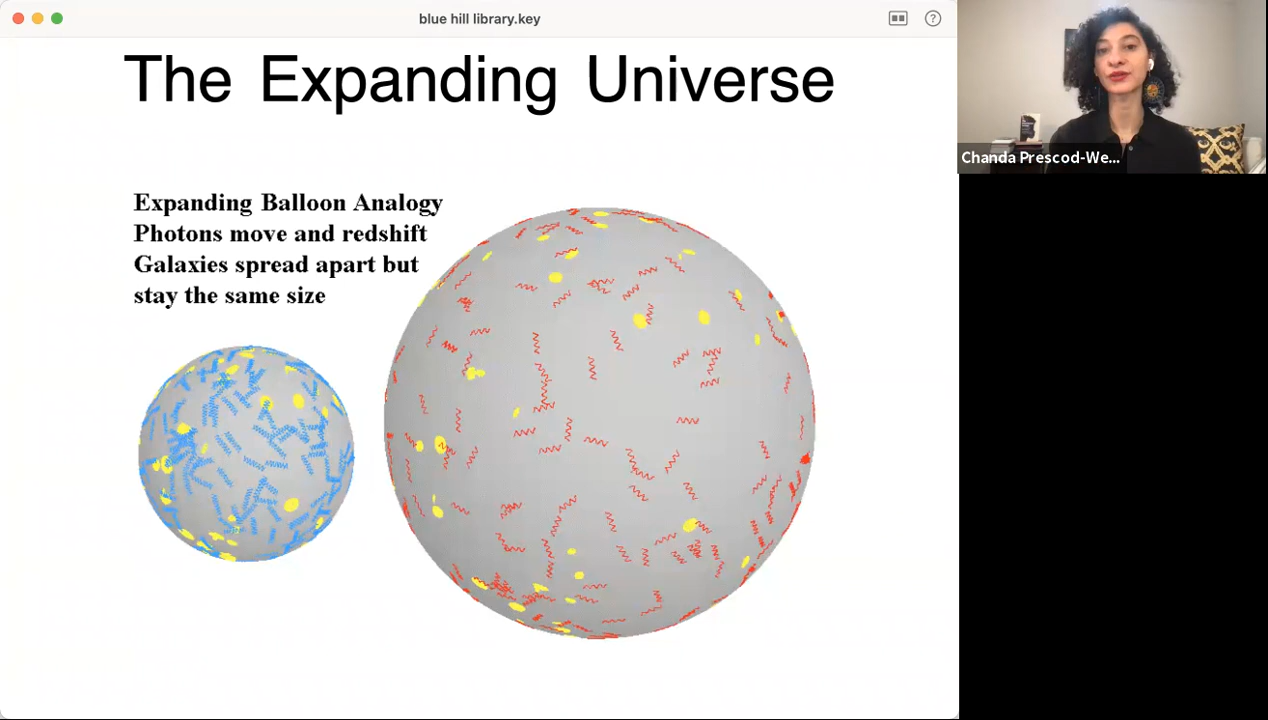 blue hill library.key
The Expanding Universe
Expanding Balloon Analogy
Photons move and redshift
Galaxies spread apart but
stay the same size
Chanda Prescod-We...